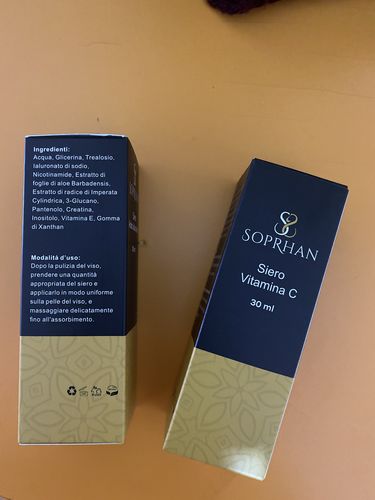 Ingredienti:
Acqua, Glicerina, Trealosio,
Ialuronato di sodio,
Nicotinamide, Estratto di
foglie di aloe Barbadensis,
Estratto di radice di Imperata
Cylindrica, 3-Glucano,
Pantenolo, Creatina,
Inositolo, Vitamina E, Gomma
di Xanthan
Modalità d'uso:
Dopo la pulizia del viso,
prendere una quantità
appropriata del siero e
applicarlo in modo uniforme
sulla pelle del viso, e
massaggiare delicatamente
fino all'assorbimento.
SOPRHAN
Siero
Vitamina C
30 ml